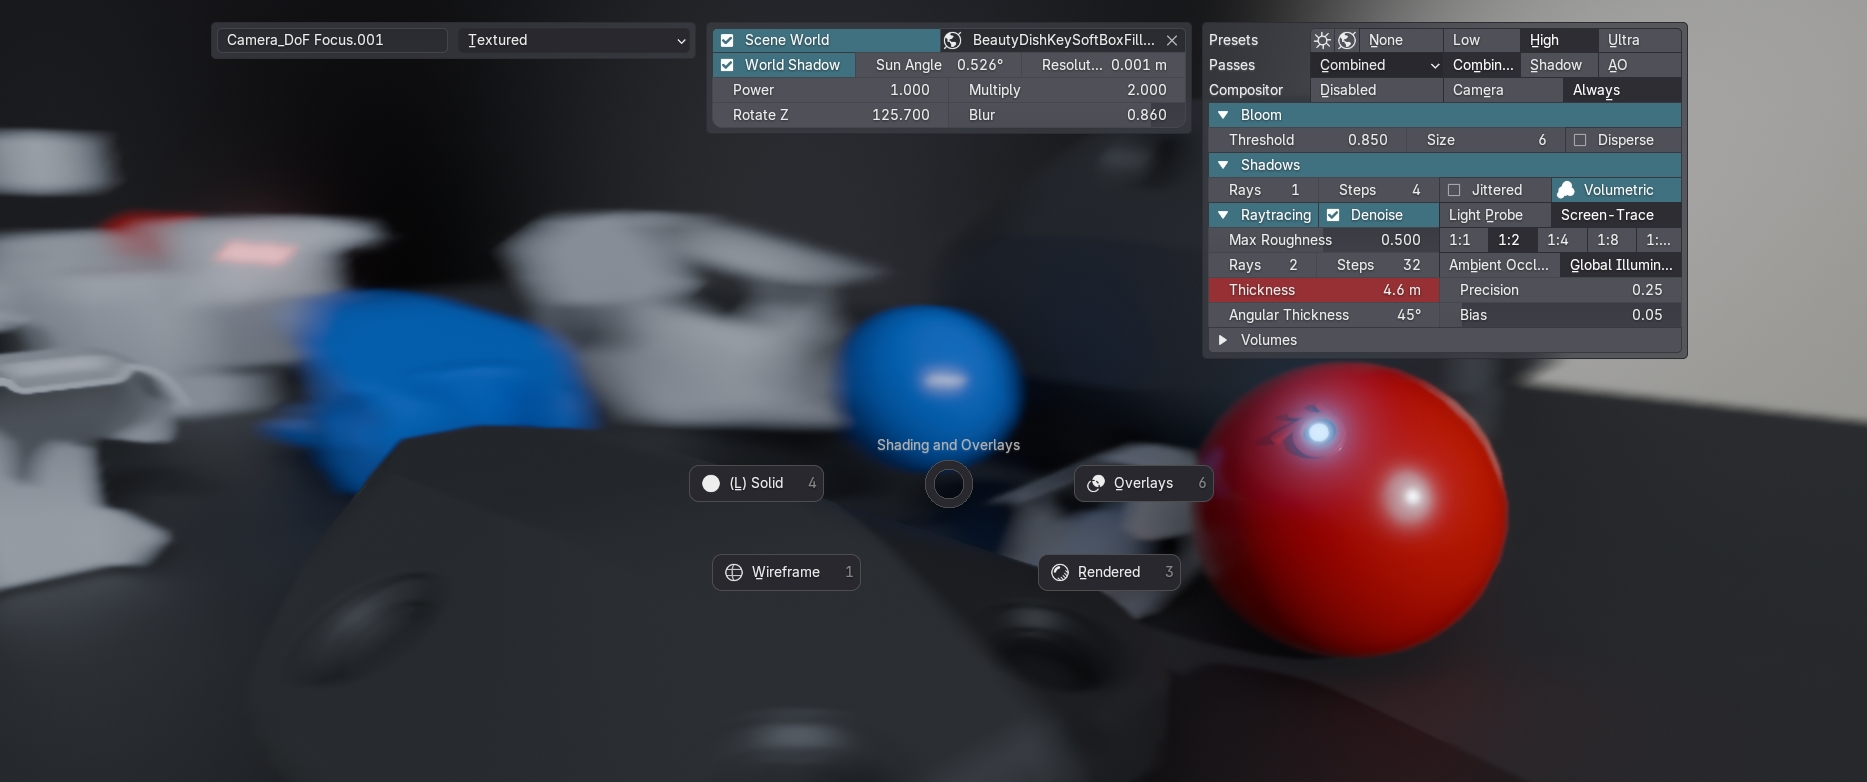 Camera_DoF Focus.001 Textured
Scene World BeautyDishKeySoftBoxFill...
World Shadow Sun Angle 0.526° Resolut... 0.001 m
Power 1.000 Multiply 2.000
Rotate Z 125.700 Blur 0.860
Presets None Low High Ultra
Passes Combined Combin... Shadow AO
Compositor Disabled Camera Always
Bloom
Threshold 0.850 Size 6 Disperse
Shadows
Rays 1 Steps 4 Jittered Volumetric
Raytracing Denoise Light Probe Screen-Trace
Max Roughness 0.500 1:1 1:2 1:4 1:8 1:...
Rays 2 Steps 32 Ambient Occl... Global Illumin...
Thickness 4.6 m Precision 0.25
Angular Thickness 45° Bias 0.05
Volumes
Shading and Overlays
(L) Solid 4 Overlays 6
Wireframe 1 Rendered 3